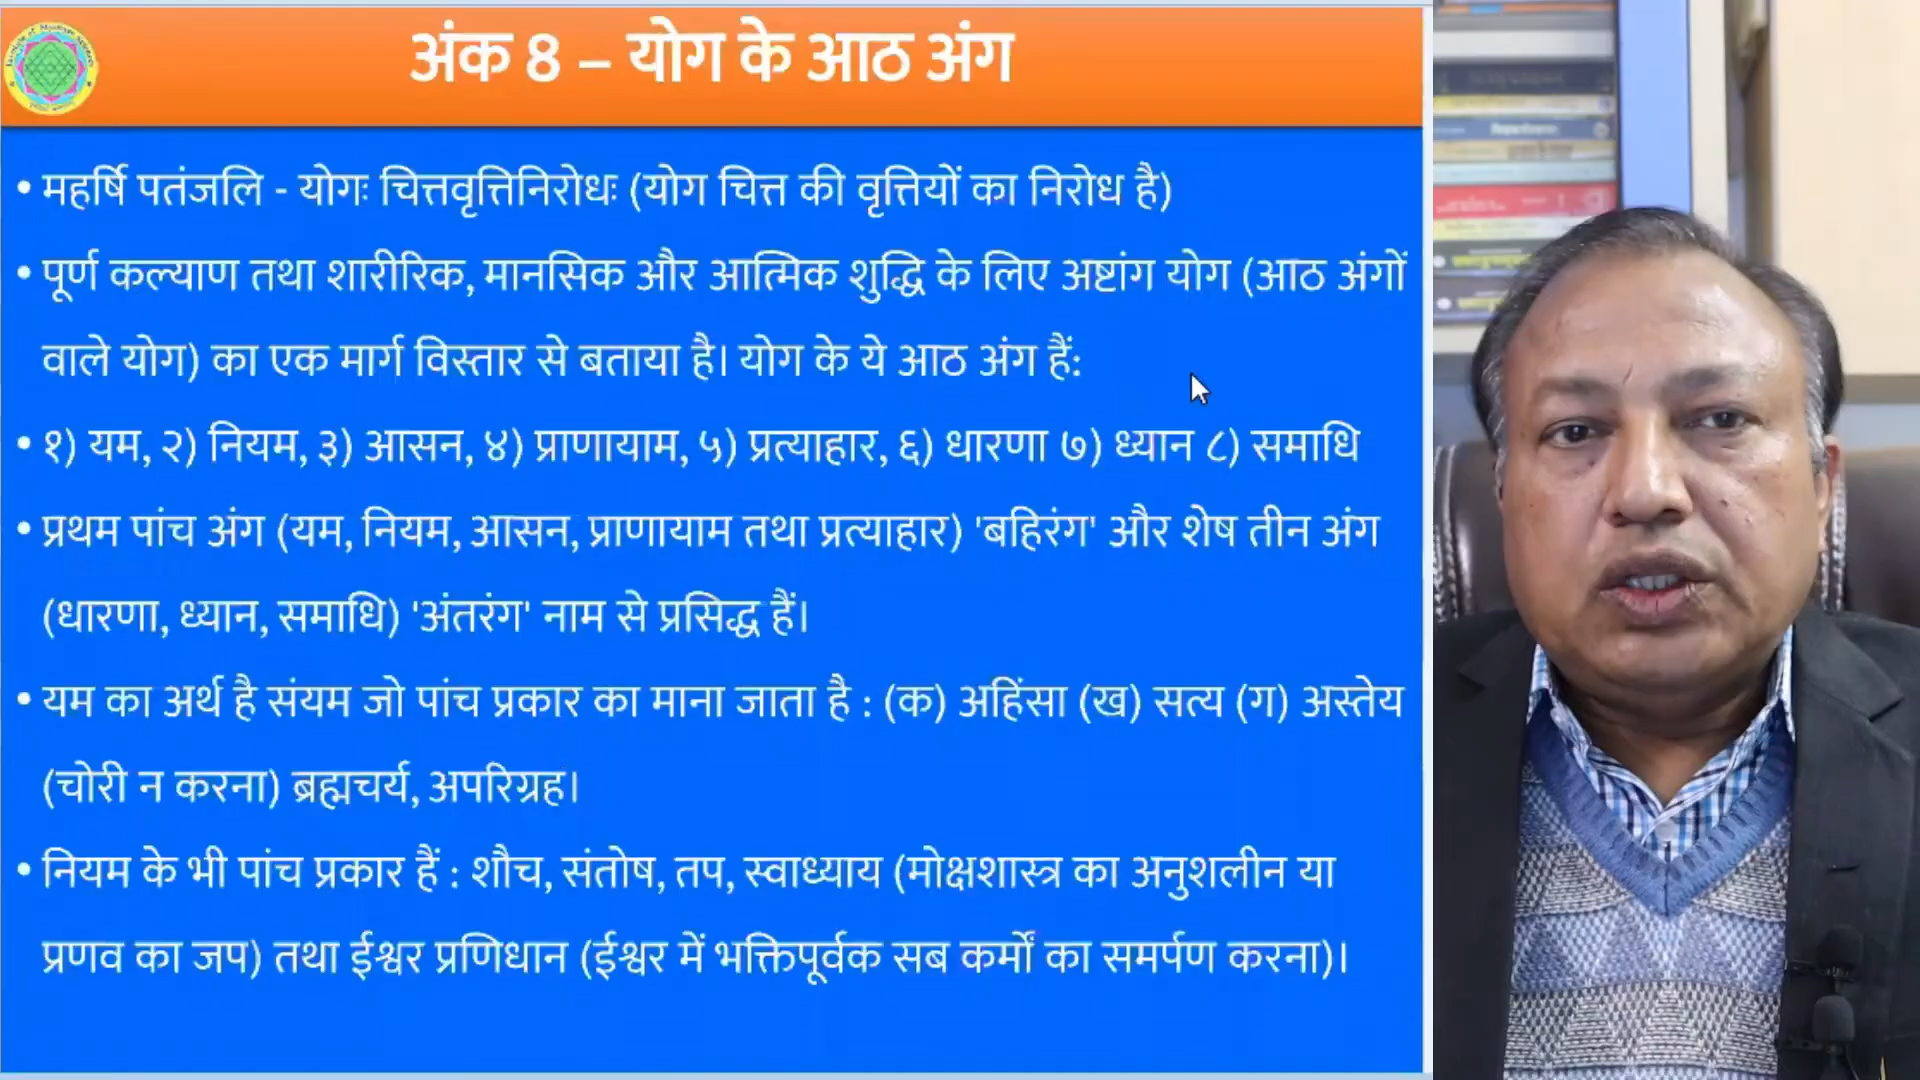 अंक 8 – योग के आठ अंग
• महर्षि पतंजलि - योगः चित्तवृत्तिनिरोधः (योग चित्त की वृत्तियों का निरोध है)
• पूर्ण कल्याण तथा शारीरिक, मानसिक और आत्मिक शुद्धि के लिए अष्टांग योग (आठ अंगों
वाले योग) का एक मार्ग विस्तार से बताया है। योग के ये आठ अंग हैं:
• १) यम, २) नियम, ३) आसन, ४) प्राणायाम, ५) प्रत्याहार, ६) धारणा ७) ध्यान ८) समाधि
• प्रथम पांच अंग (यम, नियम, आसन, प्राणायाम तथा प्रत्याहार) 'बहिरंग' और शेष तीन अंग
(धारणा, ध्यान, समाधि) 'अंतरंग' नाम से प्रसिद्ध हैं।
• यम का अर्थ है संयम जो पांच प्रकार का माना जाता है : (क) अहिंसा (ख) सत्य (ग) अस्तेय
(चोरी न करना) ब्रह्मचर्य, अपरिग्रह।
• नियम के भी पांच प्रकार हैं : शौच, संतोष, तप, स्वाध्याय (मोक्षशास्त्र का अनुशलीन या
प्रणव का जप) तथा ईश्वर प्रणिधान (ईश्वर में भक्तिपूर्वक सब कर्मों का समर्पण करना)।